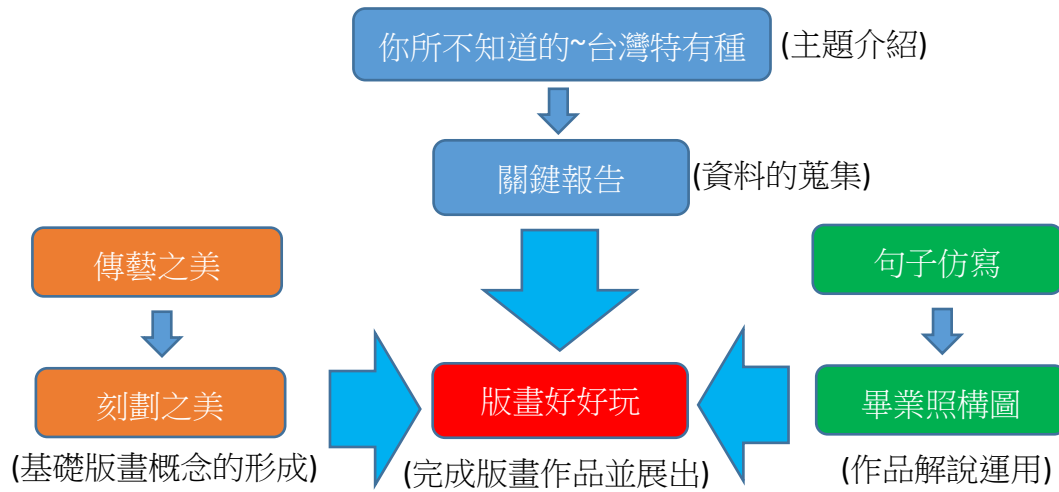 你所不知道的~台灣特有種 (主題介紹)
關鍵報告 (資料的蒐集)
傳藝之美 句子仿寫
刻劃之美 版畫好好玩 畢業照構圖
(基礎版畫概念的形成) (完成版畫作品並展出) (作品解說運用)